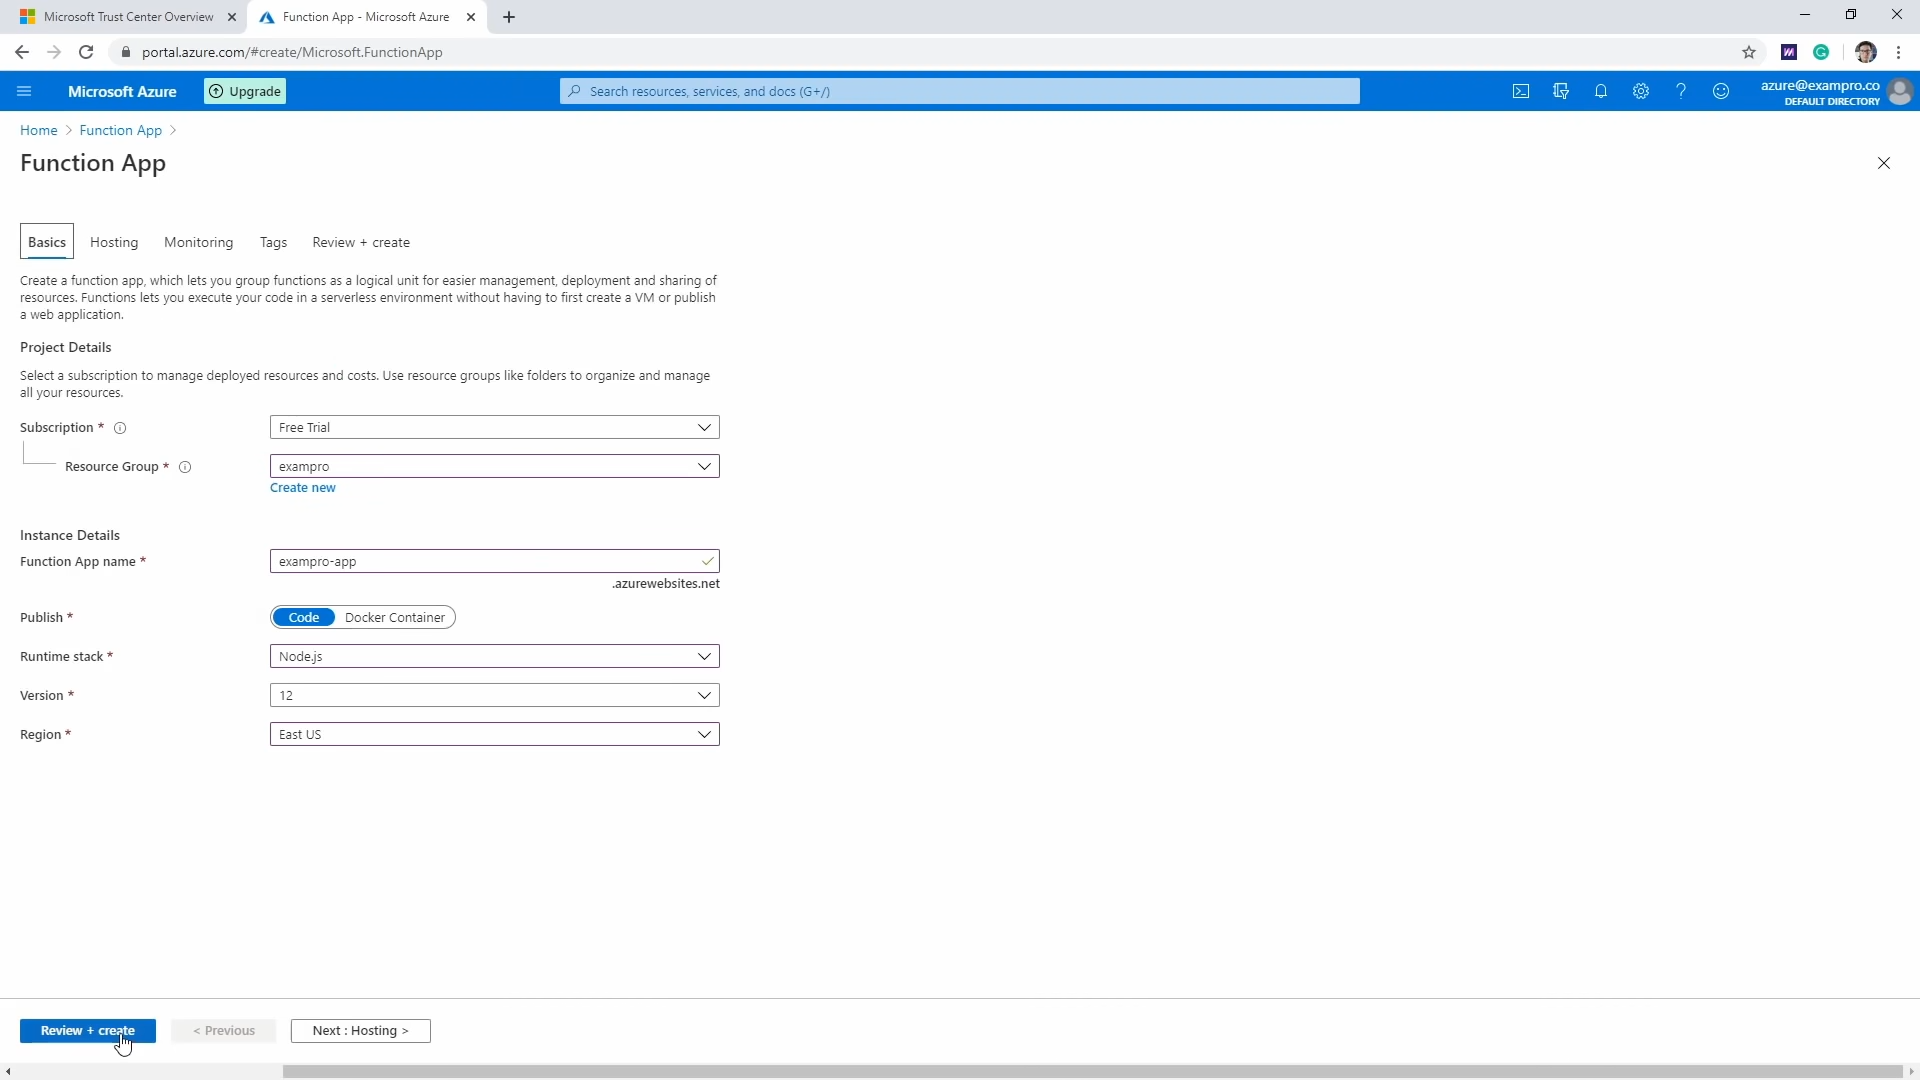 Microsoft Trust Center Overview
Function App - Microsoft Azure
portal.azure.com/#create/Microsoft.FunctionApp
Microsoft Azure
Upgrade
Search resources, services, and docs (G+/)
azure@exampro.co
DEFAULT DIRECTORY
Home > Function App >
Function App
Basics Hosting Monitoring Tags Review + create
Create a function app, which lets you group functions as a logical unit for easier management, deployment and sharing of
resources. Functions lets you execute your code in a serverless environment without having to first create a VM or publish
a web application.
Project Details
Select a subscription to manage deployed resources and costs. Use resource groups like folders to organize and manage
all your resources.
Subscription * Free Trial
Resource Group * exampro
Create new
Instance Details
Function App name * exampro-app
.azurewebsites.net
Publish * Code Docker Container
Runtime stack * Node.js
Version * 12
Region * East US
Review + create < Previous Next : Hosting >